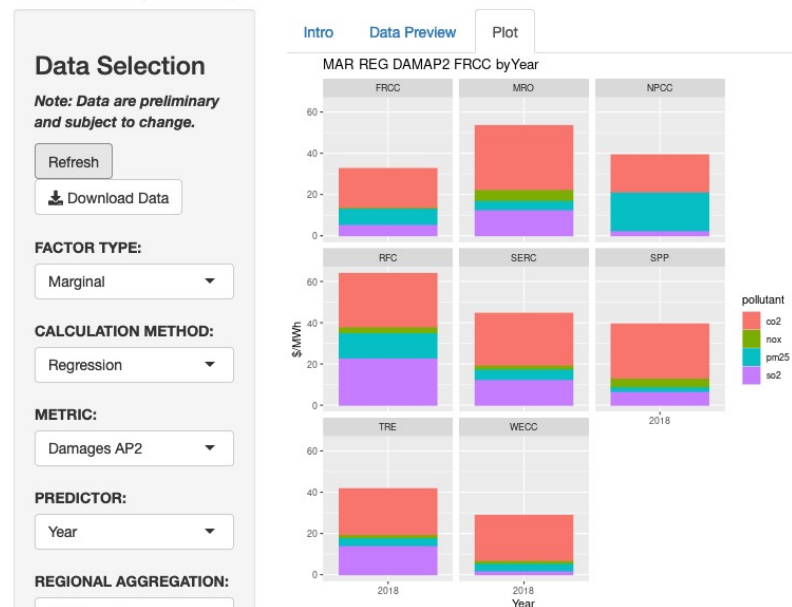 Data Selection
Note: Data are preliminary
and subject to change.
Refresh
Download Data
FACTOR TYPE:
Marginal
CALCULATION METHOD:
Regression
METRIC:
Damages AP2
PREDICTOR:
Year
REGIONAL AGGREGATION:
Intro Data Preview Plot
MAR REG DAMAP2 FRCC byYear
FRCC MRO NPCC
60
40
20
0
RFC SERC SPP
60
40
20
0
2018
TRE WECC
60
40
20
0
2018 2018
Year
$/MWh
pollutant
co2
nox
pm25
so2